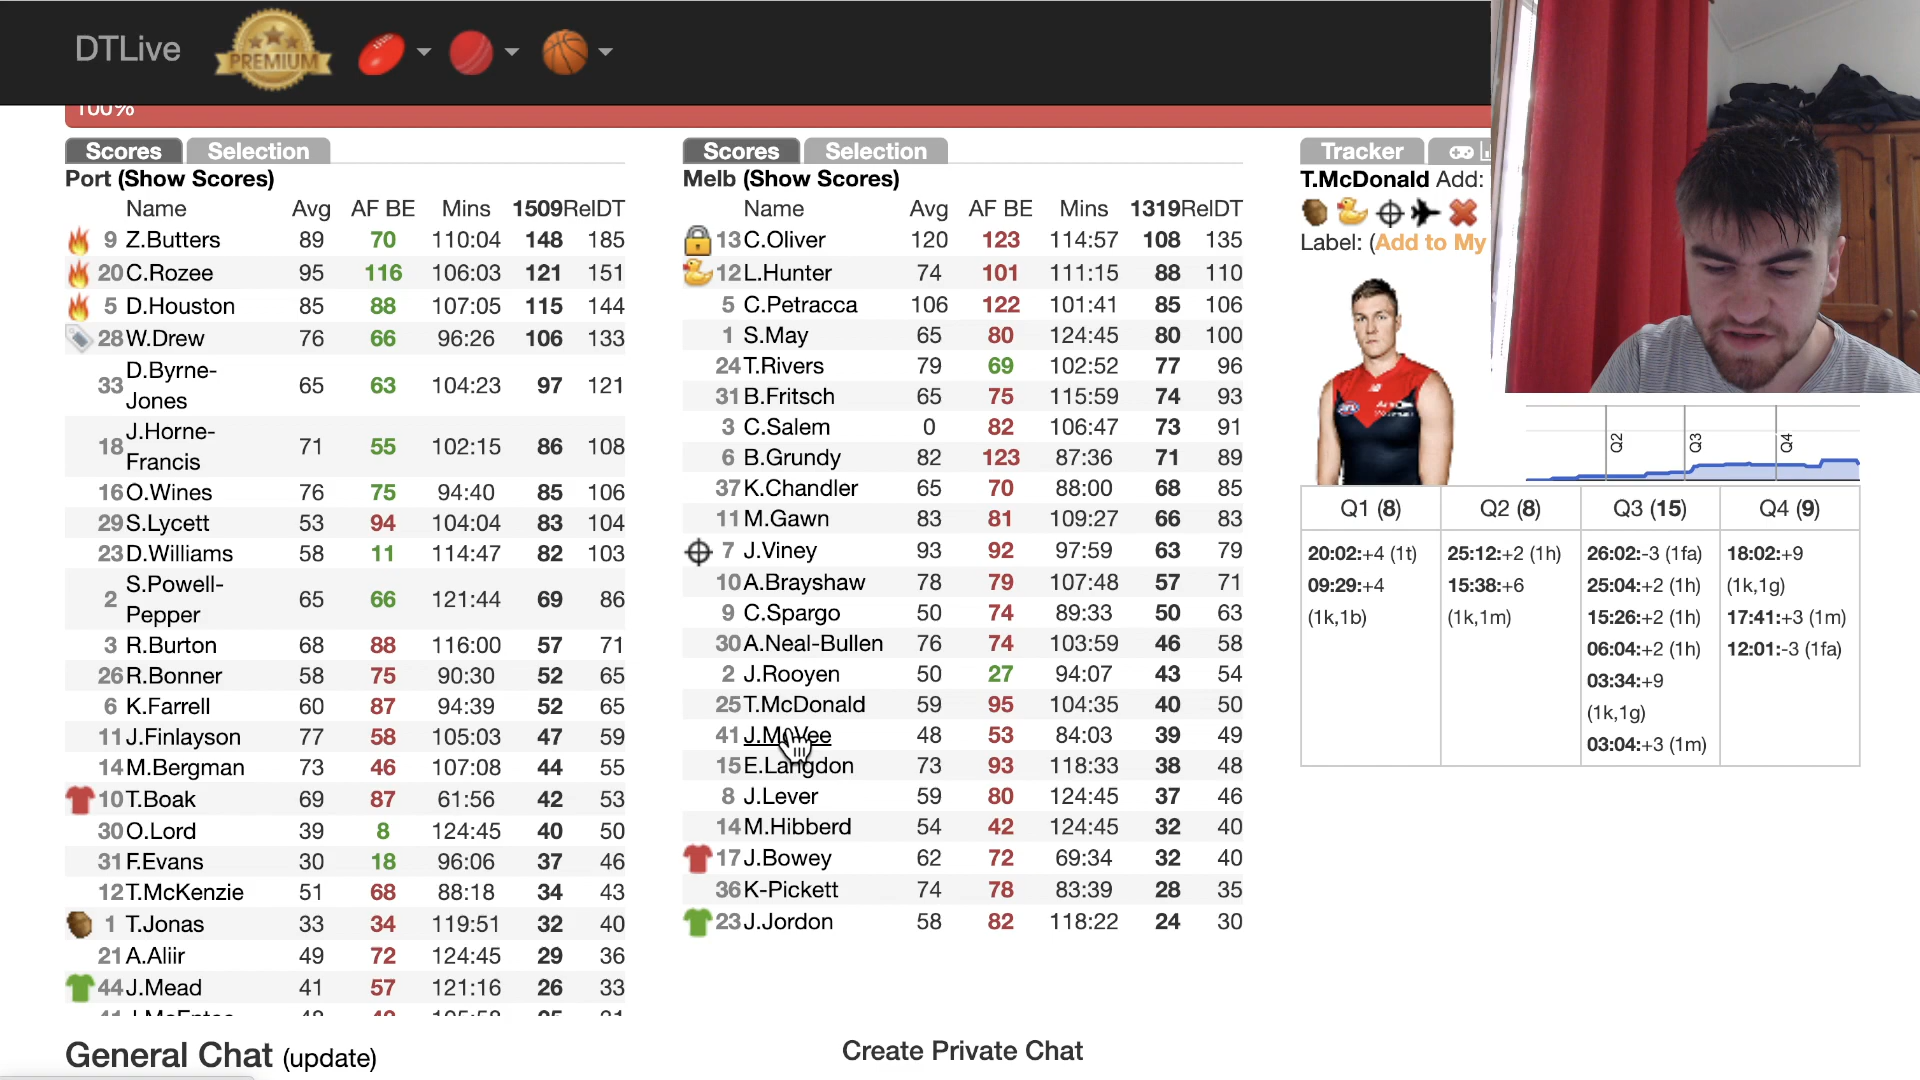 DTLive
PREMIUM
100%
Scores Selection
Port (Show Scores)
Name Avg AF BE Mins 1509 RelDT
9 Z.Butters 89 70 110:04 148 185
20 C.Rozee 95 116 106:03 121 151
5 D.Houston 85 88 107:05 115 144
28 W.Drew 76 66 96:26 106 133
33 D.Byrne-Jones 65 63 104:23 97 121
18 J.Horne-Francis 71 55 102:15 86 108
16 O.Wines 76 75 94:40 85 106
29 S.Lycett 53 94 104:04 83 104
23 D.Williams 58 11 114:47 82 103
2 S.Powell-Pepper 65 66 121:44 69 86
3 R.Burton 68 88 116:00 57 71
26 R.Bonner 58 75 90:30 52 65
6 K.Farrell 60 87 94:39 52 65
11 J.Finlayson 77 58 105:03 47 59
14 M.Bergman 73 46 107:08 44 55
10 T.Boak 69 87 61:56 42 53
30 O.Lord 39 8 124:45 40 50
31 F.Evans 30 18 96:06 37 46
12 T.McKenzie 51 68 88:18 34 43
1 T.Jonas 33 34 119:51 32 40
21 A.Aliir 49 72 124:45 29 36
44 J.Mead 41 57 121:16 26 33
Scores Selection
Melb (Show Scores)
Name Avg AF BE Mins 1319 RelDT
13 C.Oliver 120 123 114:57 108 135
12 L.Hunter 74 101 111:15 88 110
5 C.Petracca 106 122 101:41 85 106
1 S.May 65 80 124:45 80 100
24 T.Rivers 79 69 102:52 77 96
31 B.Fritsch 65 75 115:59 74 93
3 C.Salem 0 82 106:47 73 91
6 B.Grundy 82 123 87:36 71 89
37 K.Chandler 65 70 88:00 68 85
11 M.Gawn 83 81 109:27 66 83
7 J.Viney 93 92 97:59 63 79
10 A.Brayshaw 78 79 107:48 57 71
9 C.Spargo 50 74 89:33 50 63
30 A.Neal-Bullen 76 74 103:59 46 58
2 J.Rooyen 50 27 94:07 43 54
25 T.McDonald 59 95 104:35 40 50
41 48 53 84:03 39 49
15 E.Langdon 73 93 118:33 38 48
8 J.Lever 59 80 124:45 37 46
14 M.Hibberd 54 42 124:45 32 40
17 J.Bowey 62 72 69:34 32 40
36 K-Pickett 74 78 83:39 28 35
23 J.Jordon 58 82 118:22 24 30
Tracker
T.McDonald Add:
Label: (Add to My
Q2 Q3 Q4
Q1 (8) Q2 (8) Q3 (15) Q4 (9)
20:02:+4 (1t)
09:29:+4
(1k,1b)
25:12:+2 (1h)
15:38:+6
(1k,1m)
26:02:-3 (1fa)
25:04:+2 (1h)
15:26:+2 (1h)
06:04:+2 (1h)
03:34:+9
(1k,1g)
03:04:+3 (1m)
18:02:+9
(1k,1g)
17:41:+3 (1m)
12:01:-3 (1fa)
General Chat (update)
Create Private Chat